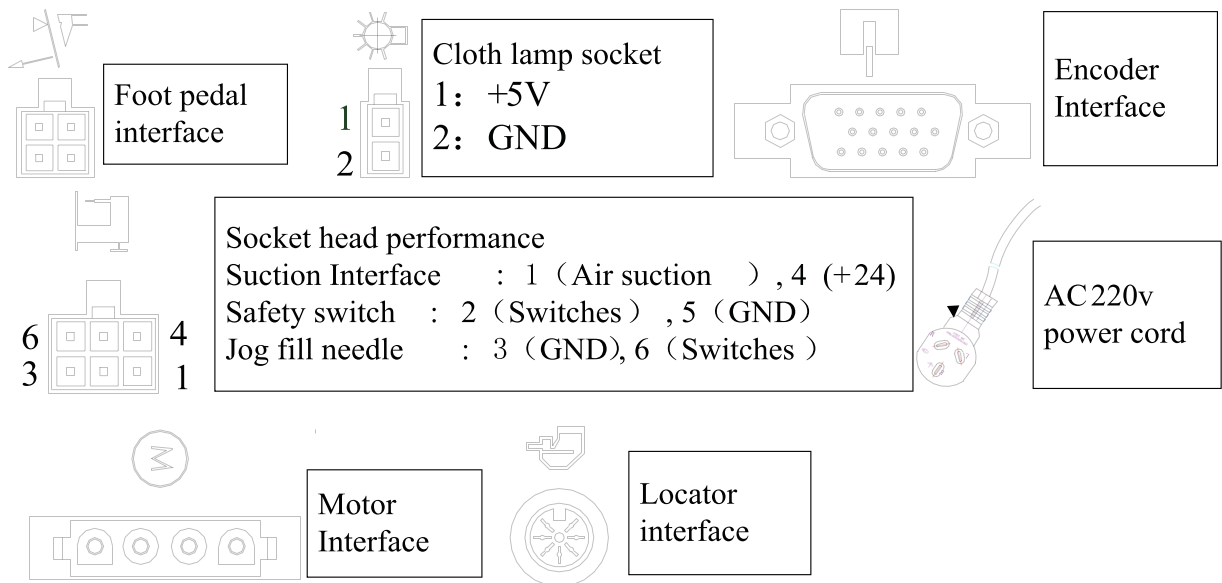 Foot pedal
interface
1
2
Cloth lamp socket
1： +5V
2： GND
Encoder
Interface
6
3
4
1
Socket head performance
Suction Interface : 1（Air suction ）, 4 (+24)
Safety switch : 2（Switches） , 5（GND）
Jog fill needle : 3（GND）, 6（Switches ）
AC220v
power cord
M
Motor
Interface
Locator
interface